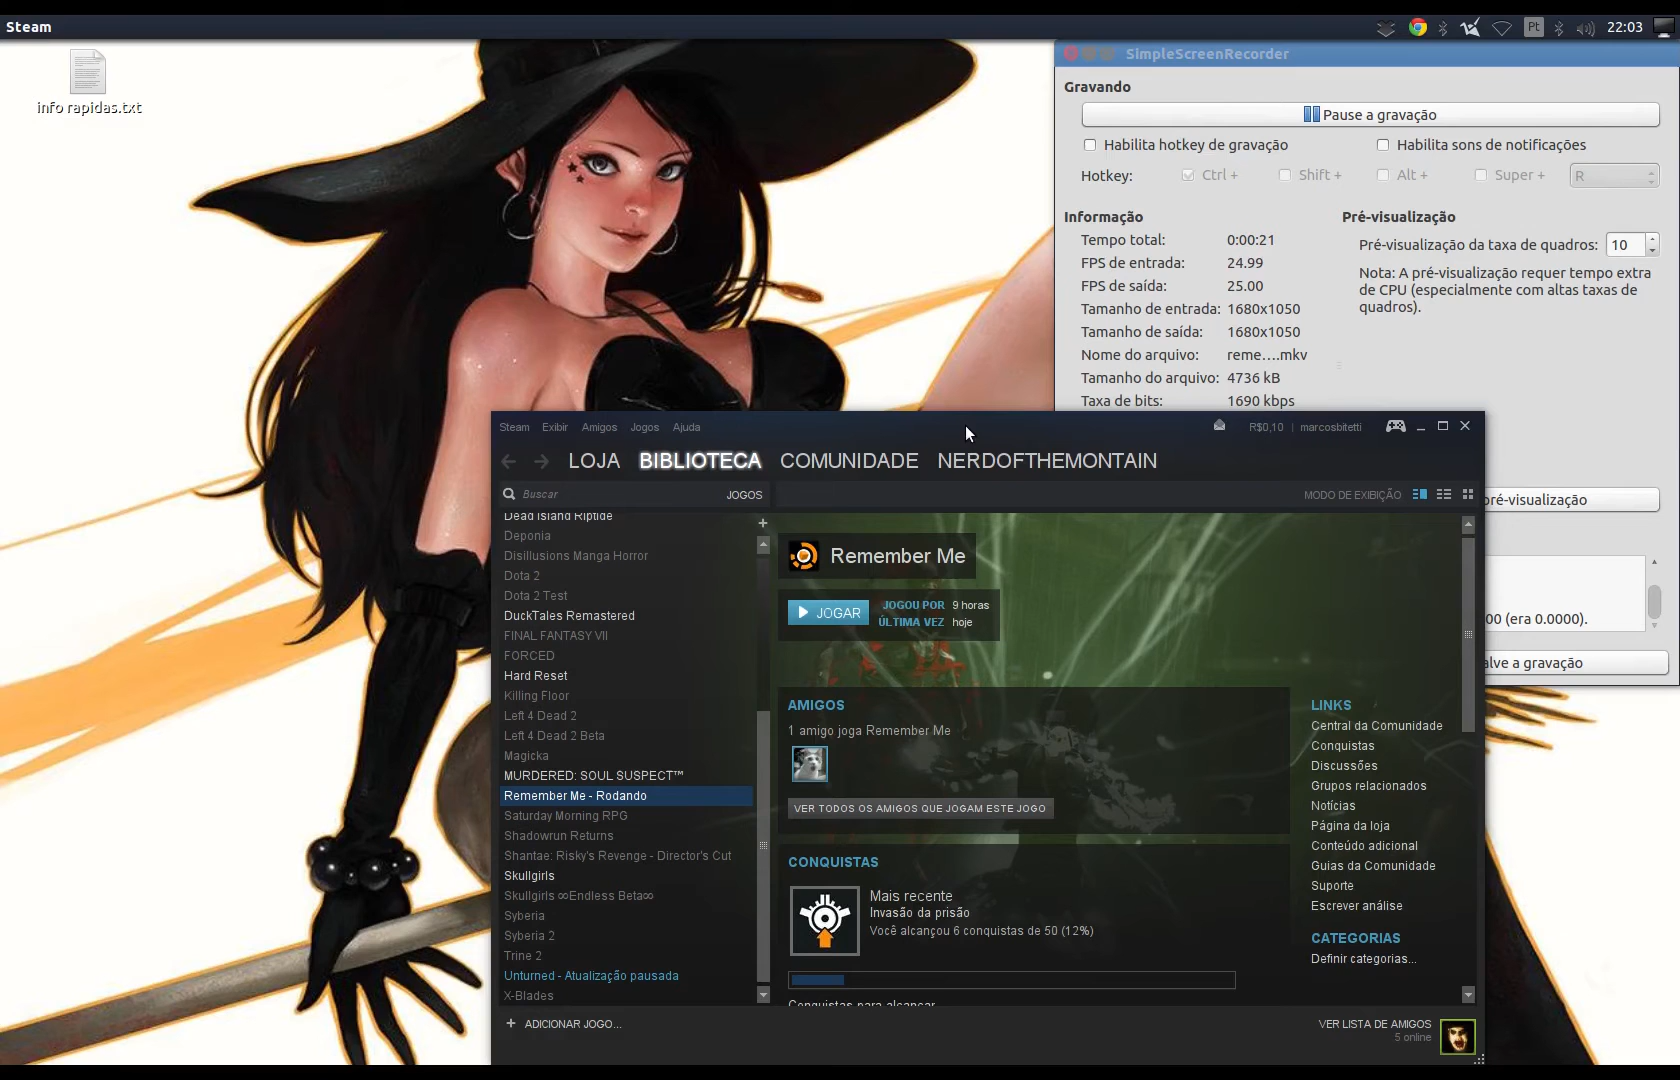 Steam
Pt
22:03
info rapidas.txt
SimpleScreenRecorder
Gravando
Pause a gravação
Habilita hotkey de gravação
Habilita sons de notificações
Hotkey:
Ctrl +
Shift +
Alt +
Super +
R
Informação
Tempo total: 0:00:21
FPS de entrada: 24.99
FPS de saída: 25.00
Tamanho de entrada: 1680x1050
Tamanho de saída: 1680x1050
Nome do arquivo: reme....mkv
Tamanho do arquivo: 4736 kB
Taxa de bits: 1690 kbps
Pré-visualização
Pré-visualização da taxa de quadros: 10
Nota: A pré-visualização requer tempo extra
de CPU (especialmente com altas taxas de
quadros).
pré-visualização
00 (era 0.0000).
alve a gravação
Steam Exibir Amigos Jogos Ajuda
R$0,10 | marcosbitetti
LOJA BIBLIOTECA COMUNIDADE NERDOFTHEMONTAIN
Buscar
JOGOS
MODO DE EXIBIÇÃO
Dead Island Riptide
Deponia
Disillusions Manga Horror
Dota 2
Dota 2 Test
DuckTales Remastered
FINAL FANTASY VII
FORCED
Hard Reset
Killing Floor
Left 4 Dead 2
Left 4 Dead 2 Beta
Magicka
MURDERED: SOUL SUSPECT™
Remember Me - Rodando
Saturday Morning RPG
Shadowrun Returns
Shantae: Risky's Revenge - Director's Cut
Skullgirls
Skullgirls ∞Endless Beta∞
Syberia
Syberia 2
Trine 2
Unturned - Atualização pausada
X-Blades
+ ADICIONAR JOGO...
Remember Me
JOGAR
JOGOU POR 9 horas
ÚLTIMA VEZ hoje
AMIGOS
1 amigo joga Remember Me
VER TODOS OS AMIGOS QUE JOGAM ESTE JOGO
CONQUISTAS
Mais recente
Invasão da prisão
Você alcançou 6 conquistas de 50 (12%)
Conquistas para alcançar
LINKS
Central da Comunidade
Conquistas
Discussões
Grupos relacionados
Notícias
Página da loja
Conteúdo adicional
Guias da Comunidade
Suporte
Escrever análise
CATEGORIAS
Definir categorias...
VER LISTA DE AMIGOS
5 online